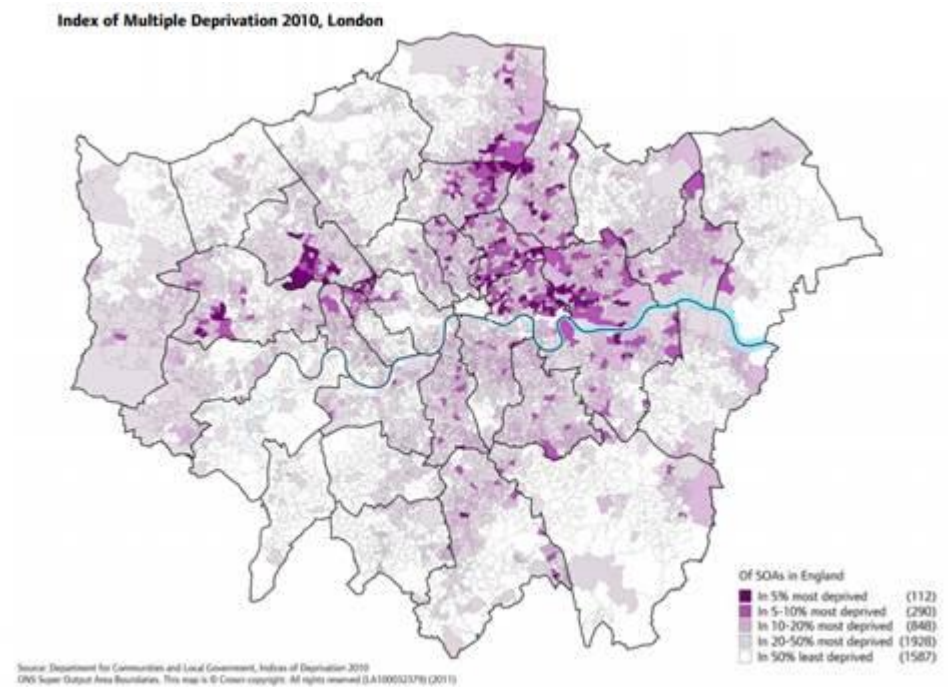 Index of Multiple Deprivation 2010, London
Of SOAs in England
In 5% most deprived (112)
In 5-10% most deprived (290)
In 10-20% most deprived (848)
In 20-50% most deprived (1928)
In 50% least deprived (1587)
Source: Department for Communities and Local Government, Indices of Deprivation 2010
ONS Super Output Area Boundaries. This map is © Crown copyright. All rights reserved (LA100032379) (2011)